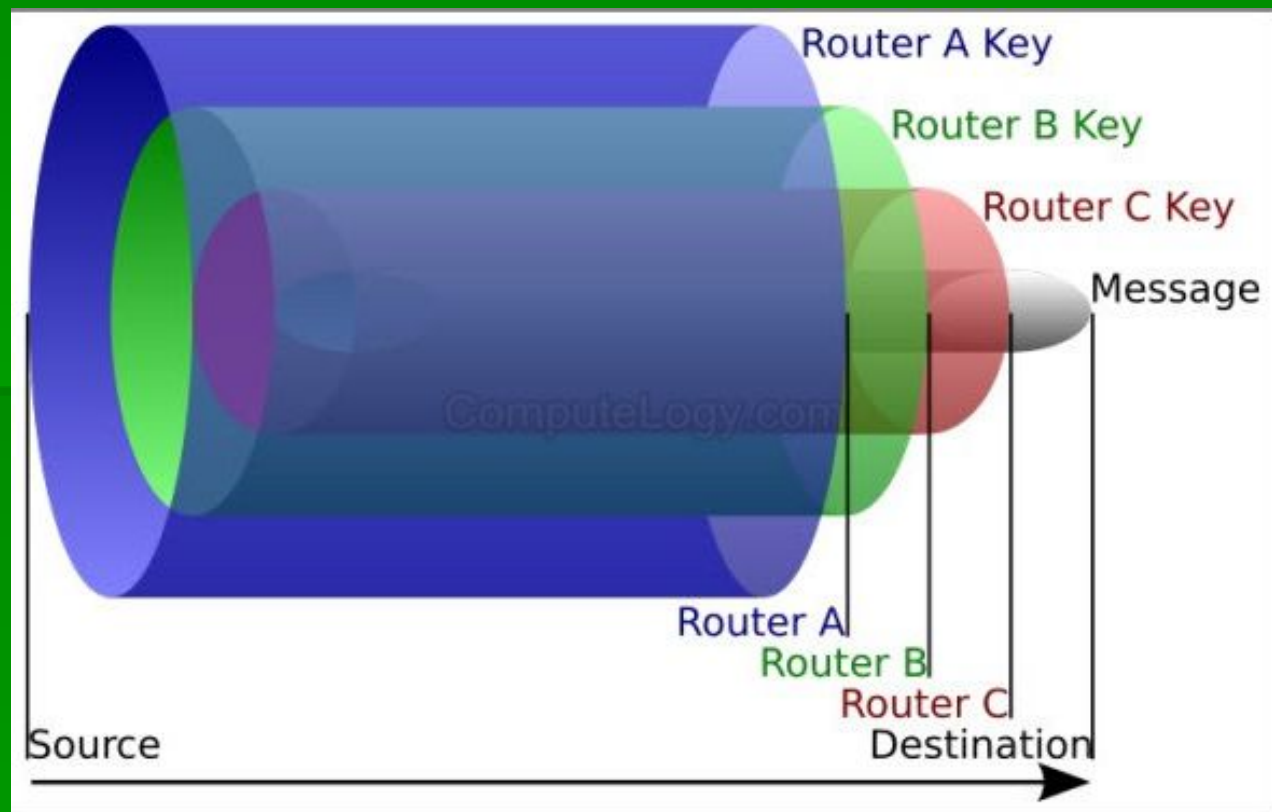 Router A Key
Router B Key
Router C Key
Message
ComputeLogy.com
Router A
Router B
Router C
Source
Destination